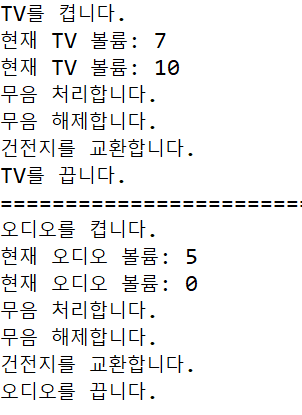 TV를 켭니다.
현재 TV 볼륨: 7
현재 TV 볼륨: 10
무음 처리합니다.
무음 해제합니다.
건전지를 교환합니다.
TV를 끕니다.
========================
오디오를 켭니다.
현재 오디오 볼륨: 5
현재 오디오 볼륨: 0
무음 처리합니다.
무음 해제합니다.
건전지를 교환합니다.
오디오를 끕니다.